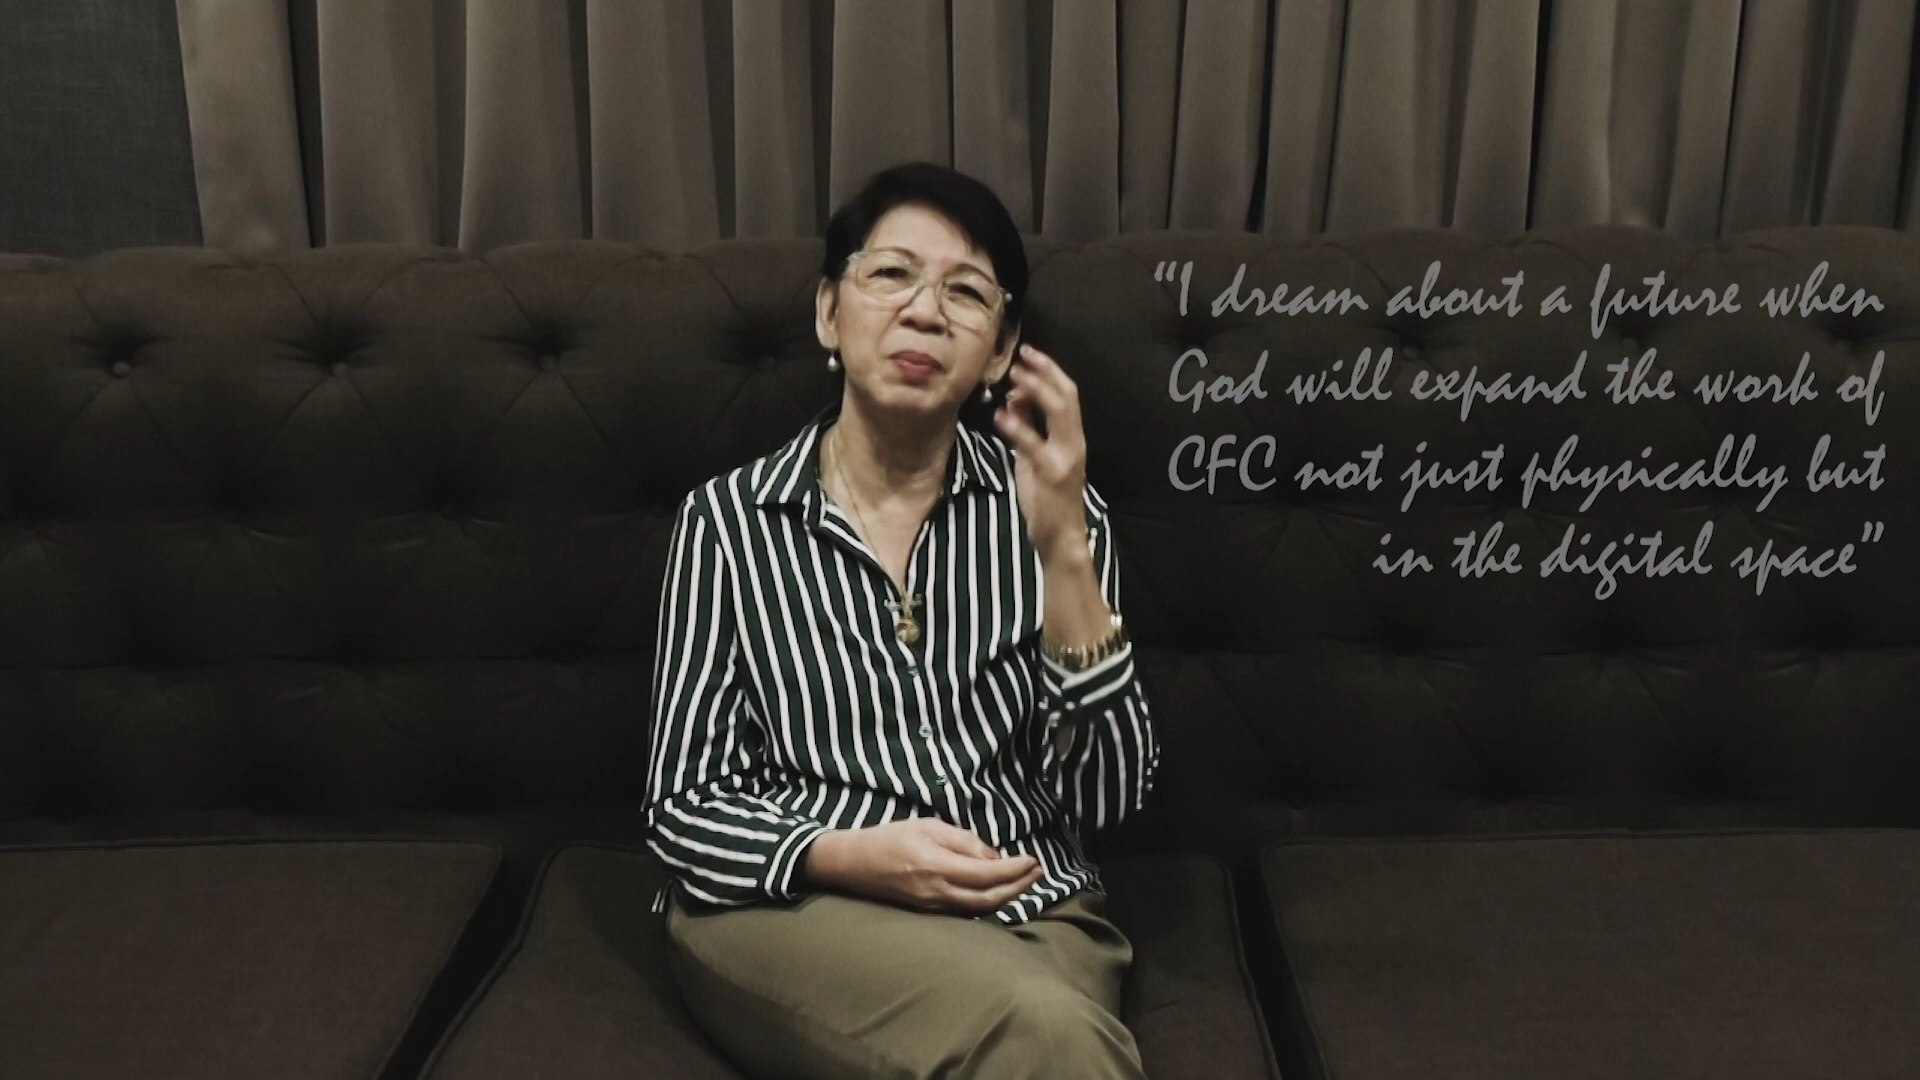 “I dream about a future when
God will expand the work of
CFC not just physically but
in the digital space”